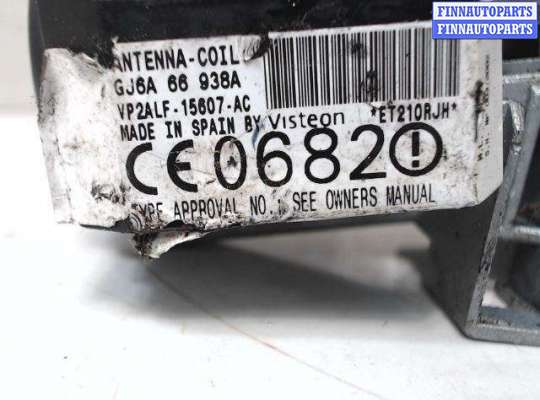 FINNAUTOPARTS
FINNAUTOPARTS
ANTENNA-COIL
GJ6A 66 938A
VP2ALF-15607-AC
MADE IN SPAIN BY Visteon
*ET210RJH*
CE0682
TYPE APPROVAL NO.: SEE OWNERS MANUAL